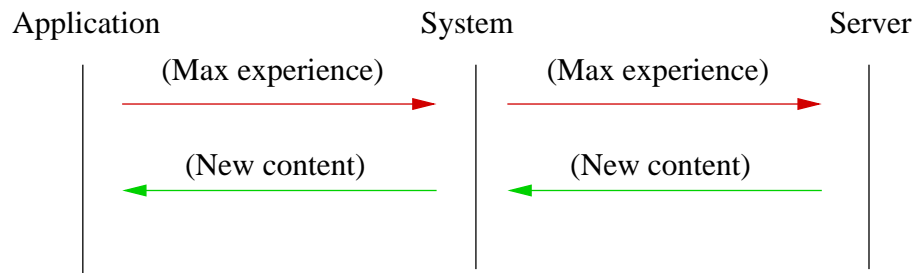 Application System Server
(Max experience) (Max experience)
(New content) (New content)